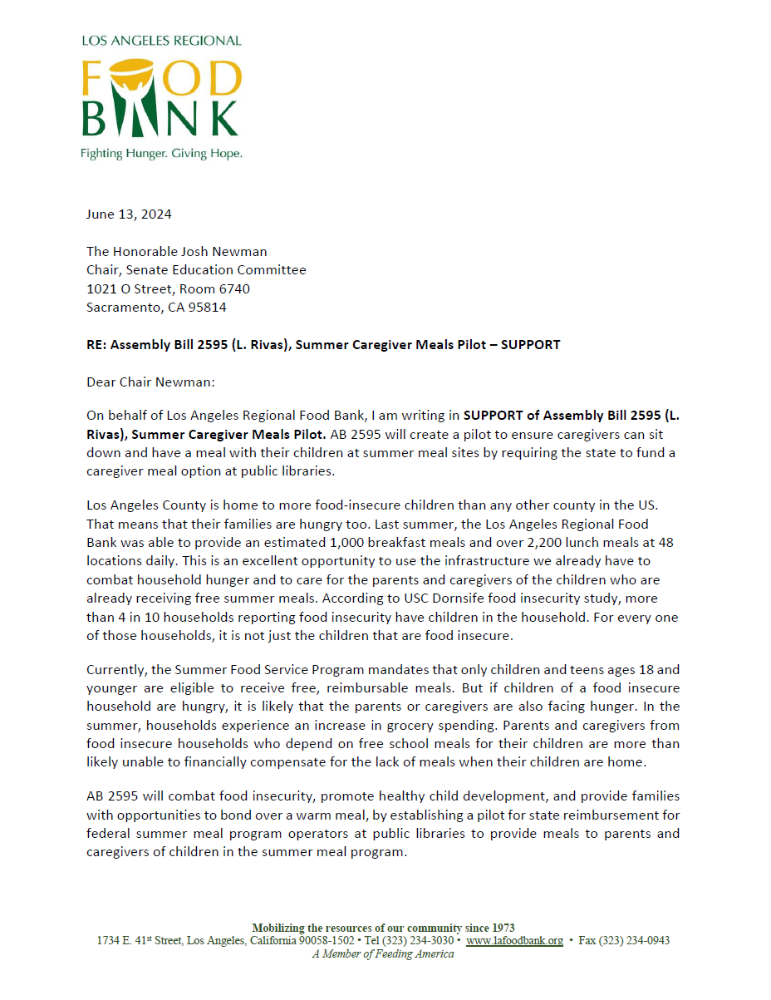 LOS ANGELES REGIONAL
FOOD
BANK
Fighting Hunger. Giving Hope.
June 13, 2024
The Honorable Josh Newman
Chair, Senate Education Committee
1021 O Street, Room 6740
Sacramento, CA 95814
RE: Assembly Bill 2595 (L. Rivas), Summer Caregiver Meals Pilot – SUPPORT
Dear Chair Newman:
On behalf of Los Angeles Regional Food Bank, I am writing in SUPPORT of Assembly Bill 2595 (L.
Rivas), Summer Caregiver Meals Pilot. AB 2595 will create a pilot to ensure caregivers can sit
down and have a meal with their children at summer meal sites by requiring the state to fund a
caregiver meal option at public libraries.
Los Angeles County is home to more food-insecure children than any other county in the US.
That means that their families are hungry too. Last summer, the Los Angeles Regional Food
Bank was able to provide an estimated 1,000 breakfast meals and over 2,200 lunch meals at 48
locations daily. This is an excellent opportunity to use the infrastructure we already have to
combat household hunger and to care for the parents and caregivers of the children who are
already receiving free summer meals. According to USC Dornsife food insecurity study, more
than 4 in 10 households reporting food insecurity have children in the household. For every one
of those households, it is not just the children that are food insecure.
Currently, the Summer Food Service Program mandates that only children and teens ages 18 and
younger are eligible to receive free, reimbursable meals. But if children of a food insecure
household are hungry, it is likely that the parents or caregivers are also facing hunger. In the
summer, households experience an increase in grocery spending. Parents and caregivers from
food insecure households who depend on free school meals for their children are more than
likely unable to financially compensate for the lack of meals when their children are home.
AB 2595 will combat food insecurity, promote healthy child development, and provide families
with opportunities to bond over a warm meal, by establishing a pilot for state reimbursement for
federal summer meal program operators at public libraries to provide meals to parents and
caregivers of children in the summer meal program.
Mobilizing the resources of our community since 1973
1734 E. 41st Street, Los Angeles, California 90058-1502 • Tel (323) 234-3030 • www.lafoodbank.org • Fax (323) 234-0943
A Member of Feeding America